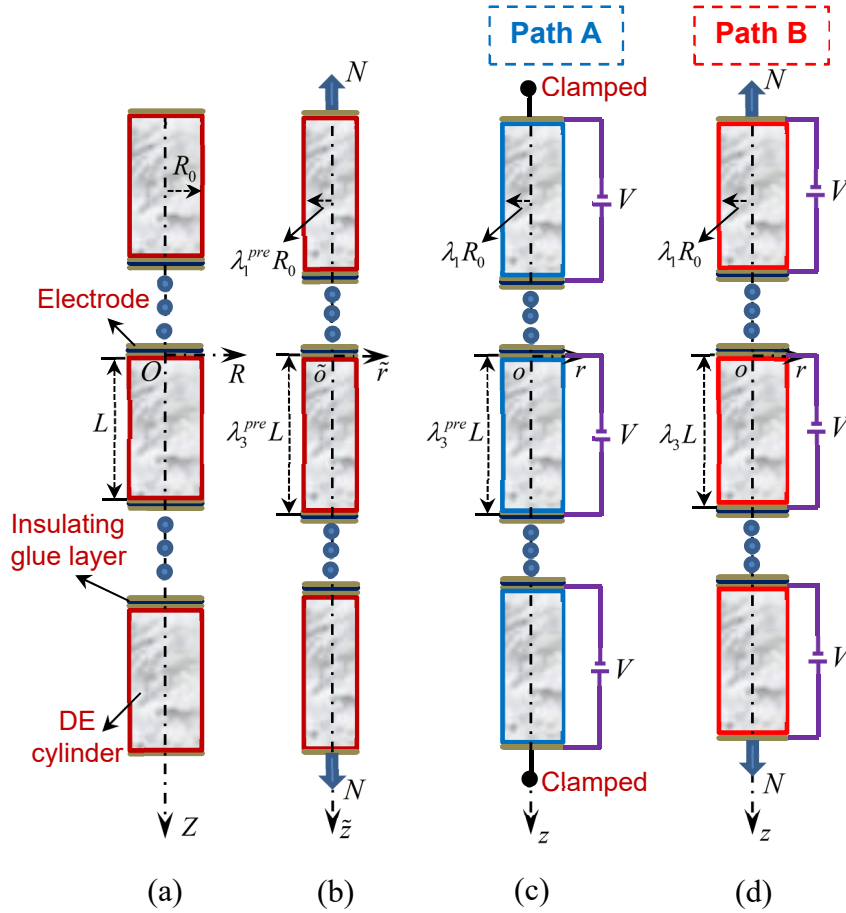 Path A
Path B
N
Clamped
N
R₀
V
V
λ₁ᵖʳᵉR₀
λ₁R₀
λ₁R₀
Electrode
O
R
õ
r̃
o
r
o
r
L
λ₃ᵖʳᵉL
λ₃ᵖʳᵉL
V
λ₃L
V
Insulating
glue layer
V
V
DE
cylinder
N
Clamped
N
Z
z̃
z
z
(a)
(b)
(c)
(d)